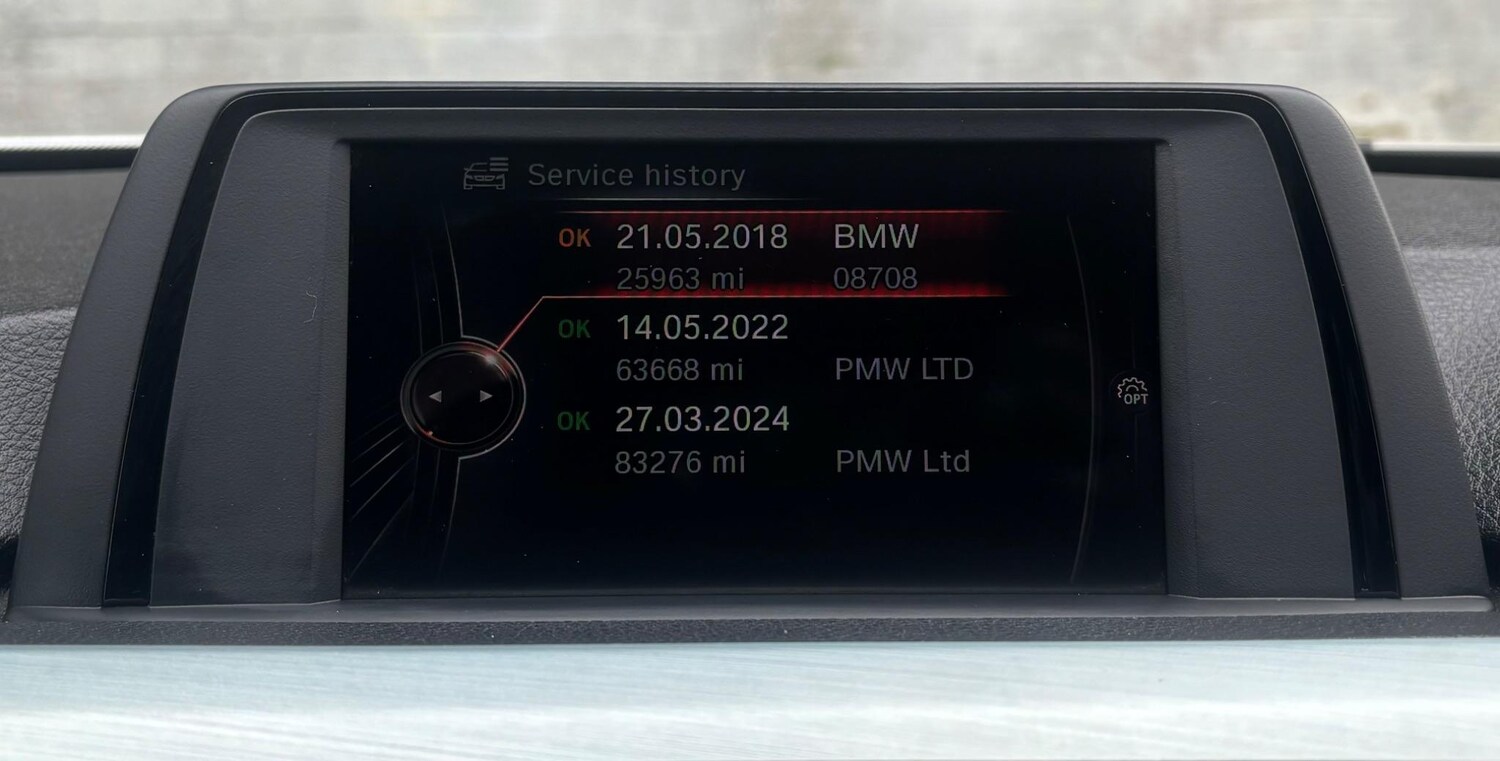 Service history
OK 21.05.2018 BMW
25963 mi 08708
OK 14.05.2022
63668 mi PMW LTD
OPT
OK 27.03.2024
83276 mi PMW Ltd